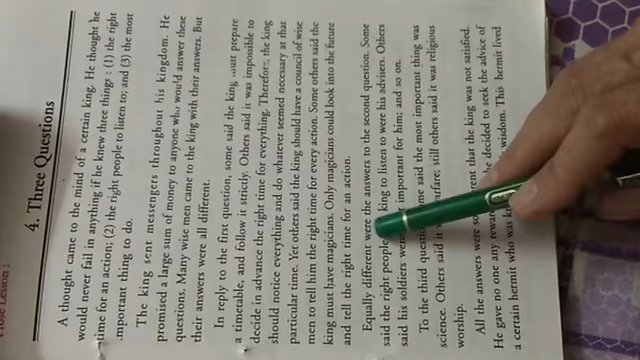 Prose Lesson :
4. Three Questions
A thought came to the mind of a certain king. He thought he
would never fail in anything if he knew three things : (1) the right
time for an action; (2) the right people to listen to; and (3) the most
important thing to do.
The king sent messengers throughout his kingdom. He
promised a large sum of money to anyone who would answer these
questions. Many wise men came to the king with their answers. But
their answers were all different.
In reply to the first question, some said the king must prepare
a timetable, and follow it strictly. Others said it was impossible to
decide in advance the right time for everything. Therefore, the king
should notice everything and do whatever seemed necessary at that
particular time. Yet others said the king should have a council of wise
men to tell him the right time for every action. Some others said the
king must have magicians. Only magicians could look into the future
and tell the right time for an action.
Equally different were the answers to the second question. Some
said the right people king to listen to were his advisers. Others
said his soldiers were important for him; and so on.
To the third question me said the most important thing was
science. Others said it arfare; still others said it was religious
worship.
All the answers were so rent that the king was not satisfied.
He gave no one any reward he decided to seek the advice of
a certain hermit who was k wisdom. This hermit lived